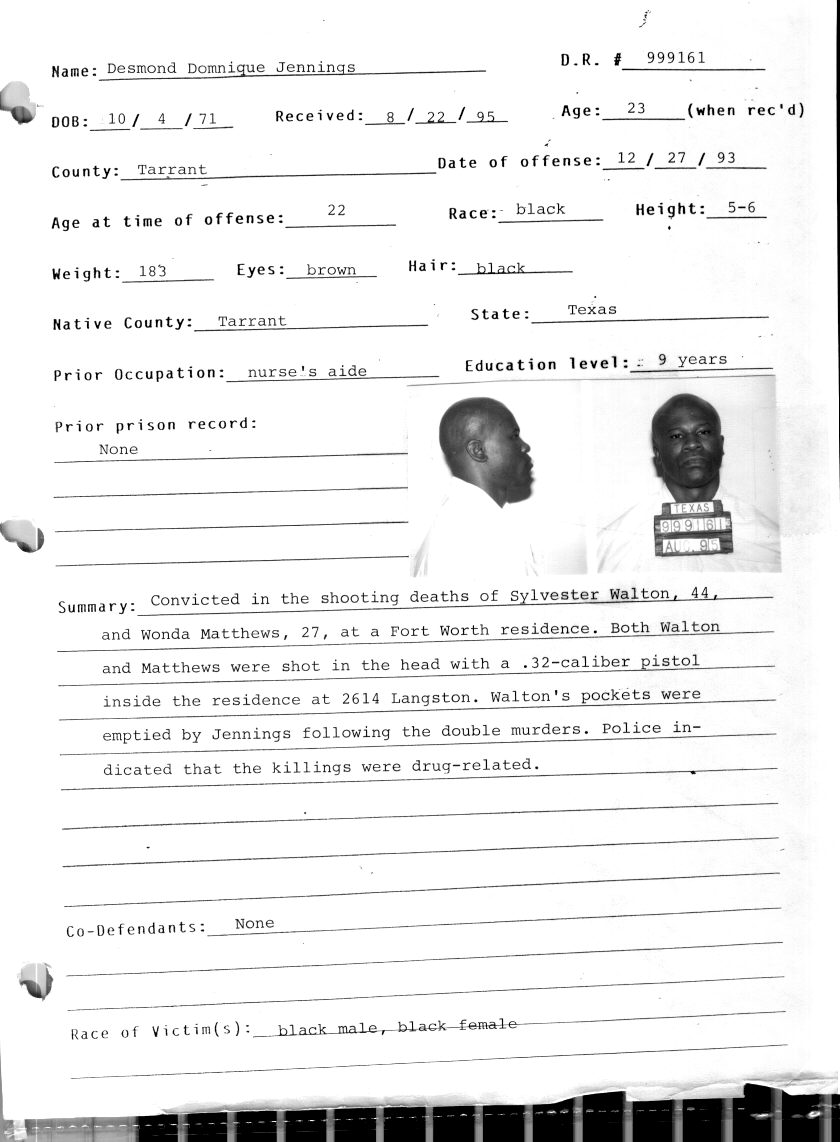 Name: Desmond Domnique Jennings D.R. # 999161
DOB: 10 / 4 / 71 Received: 8 / 22 / 95 Age: 23 (when rec'd)
County: Tarrant Date of offense: 12 / 27 / 93
Age at time of offense: 22 Race: black Height: 5-6
Weight: 183 Eyes: brown Hair: black
Native County: Tarrant State: Texas
Prior Occupation: nurse's aide Education level: 9 years
Prior prison record:
None
TEXAS
999161
AUG 95
Summary: Convicted in the shooting deaths of Sylvester Walton, 44,
and Wonda Matthews, 27, at a Fort Worth residence. Both Walton
and Matthews were shot in the head with a .32-caliber pistol
inside the residence at 2614 Langston. Walton's pockets were
emptied by Jennings following the double murders. Police in-
dicated that the killings were drug-related.
Co-Defendants: None
Race of Victim(s): black male, black female